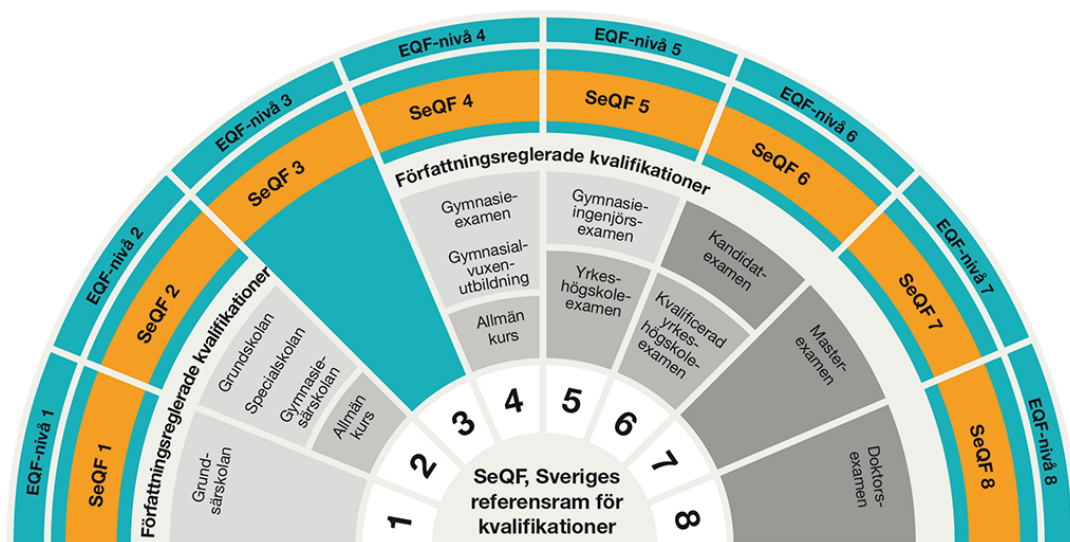 EQF-nivå 1
EQF-nivå 2
EQF-nivå 3
EQF-nivå 4
EQF-nivå 5
EQF-nivå 6
EQF-nivå 7
EQF-nivå 8
SeQF 1
SeQF 2
SeQF 3
SeQF 4
SeQF 5
SeQF 6
SeQF 7
SeQF 8
Författningsreglerade kvalifikationer
Författningsreglerade kvalifikationer
Grund-
särskolan
Grundskolan
Specialskolan
Gymnasie-
särskolan
Allmän
kurs
Gymnasie-
examen
Gymnasial-
vuxen-
utbildning
Allmän
kurs
Gymnasie-
ingenjörs-
examen
Yrkes-
högskole-
examen
Kandidat-
examen
Kvalificerad
yrkes-
högskole-
examen
Master-
examen
Doktors-
examen
1
2
3
4
5
6
7
8
SeQF, Sveriges
referensram för
kvalifikationer